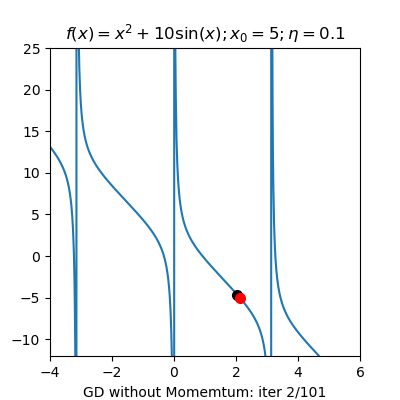 f(x) = x² + 10sin(x); x₀ = 5; η = 0.1
25
20
15
10
5
0
−5
−10
−4 −2 0 2 4 6
GD without Momemtum: iter 2/101